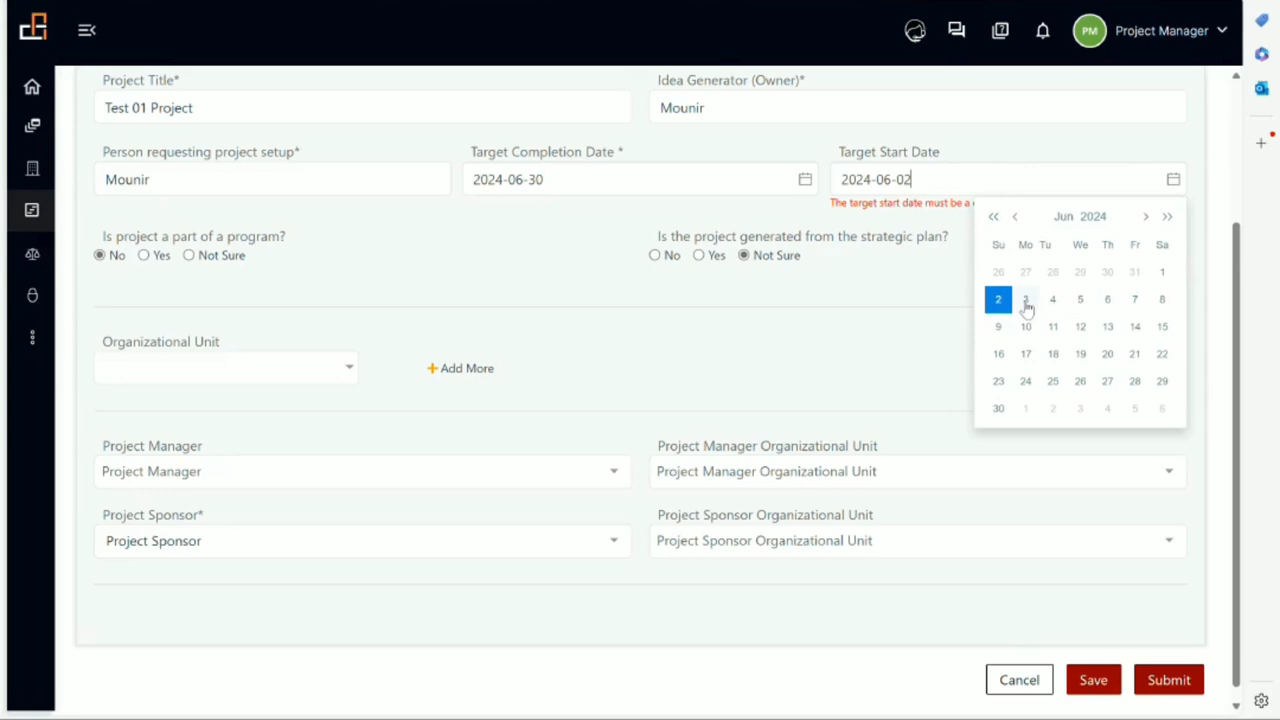 PM Project Manager
Project Title*
Idea Generator (Owner)*
Test 01 Project
Mounir
Person requesting project setup*
Target Completion Date *
Target Start Date
Mounir
2024-06-30
2024-06-02
The target start date must be a
Jun 2024
Su Mo Tu We Th Fr Sa
26 27 28 29 30 31 1
2 3 4 5 6 7 8
9 10 11 12 13 14 15
16 17 18 19 20 21 22
23 24 25 26 27 28 29
30 1 2 3 4 5 6
Is project a part of a program?
Is the project generated from the strategic plan?
No Yes Not Sure
No Yes Not Sure
Organizational Unit
+ Add More
Project Manager
Project Manager Organizational Unit
Project Manager
Project Manager Organizational Unit
Project Sponsor*
Project Sponsor Organizational Unit
Project Sponsor
Project Sponsor Organizational Unit
Cancel
Save
Submit